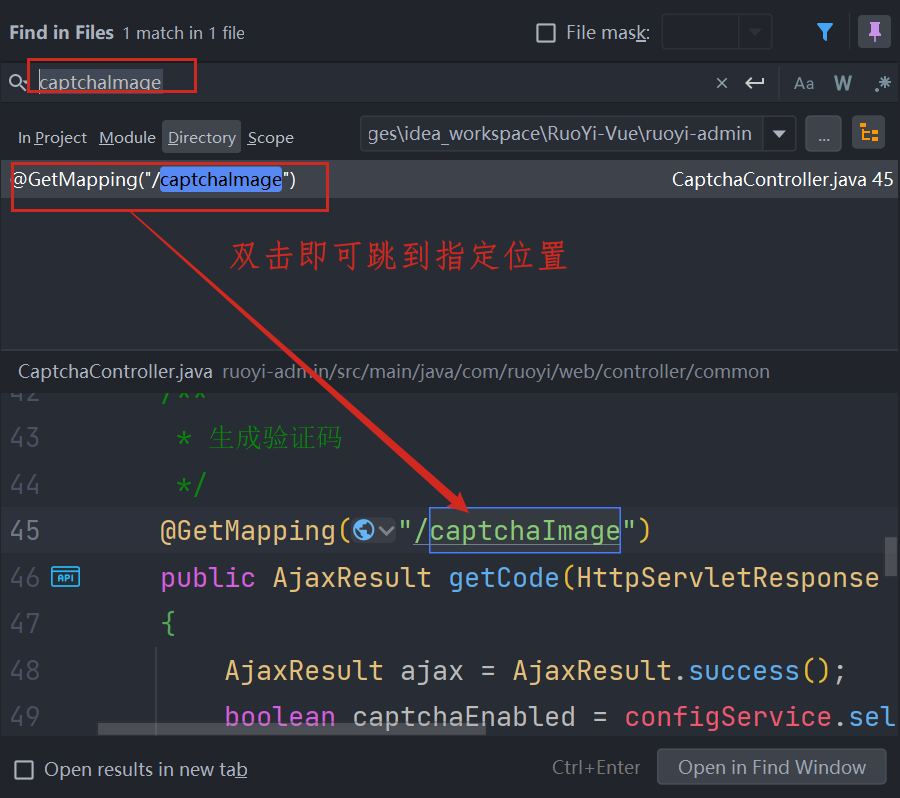 Find in Files 1 match in 1 file File mask:
captchaImage Aa W .*
In Project Module Directory Scope ges\idea_workspace\RuoYi-Vue\ruoyi-admin ...
@GetMapping("/captchaImage") CaptchaController.java 45
双击即可跳到指定位置
CaptchaController.java ruoyi-admin/src/main/java/com/ruoyi/web/controller/common
42 /**
43 * 生成验证码
44 */
45 @GetMapping("/captchaImage")
46 API public AjaxResult getCode(HttpServletResponse
47 {
48 AjaxResult ajax = AjaxResult.success();
49 boolean captchaEnabled = configService.sel
Open results in new tab Ctrl+Enter Open in Find Window